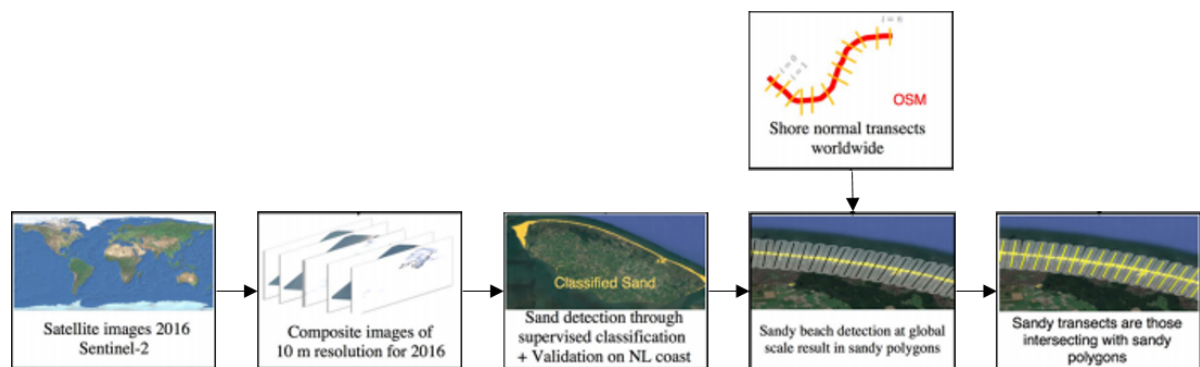 i = 0
i = 1
i = n
OSM
Shore normal transects
worldwide
Satellite images 2016
Sentinel-2
Composite images of
10 m resolution for 2016
Classified Sand
Sand detection through
supervised classification
+ Validation on NL coast
Sandy beach detection at global
scale result in sandy polygons
Sandy transects are those
intersecting with sandy
polygons